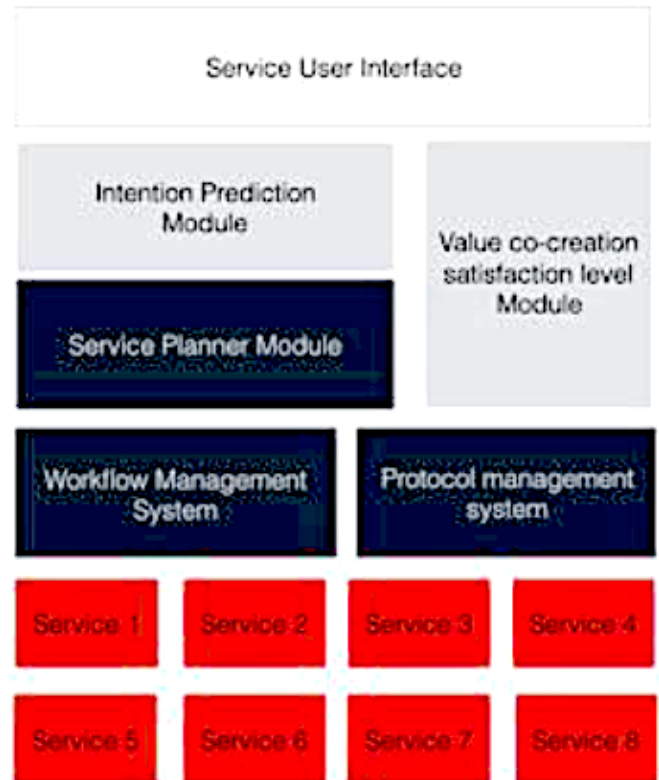 Service User Interface
Intention Prediction
Module
Value co-creation
satisfaction level
Module
Service Planner Module
Workflow Management
System
Protocol management
system
Service 1
Service 2
Service 3
Service 4
Service 5
Service 6
Service 7
Service 8